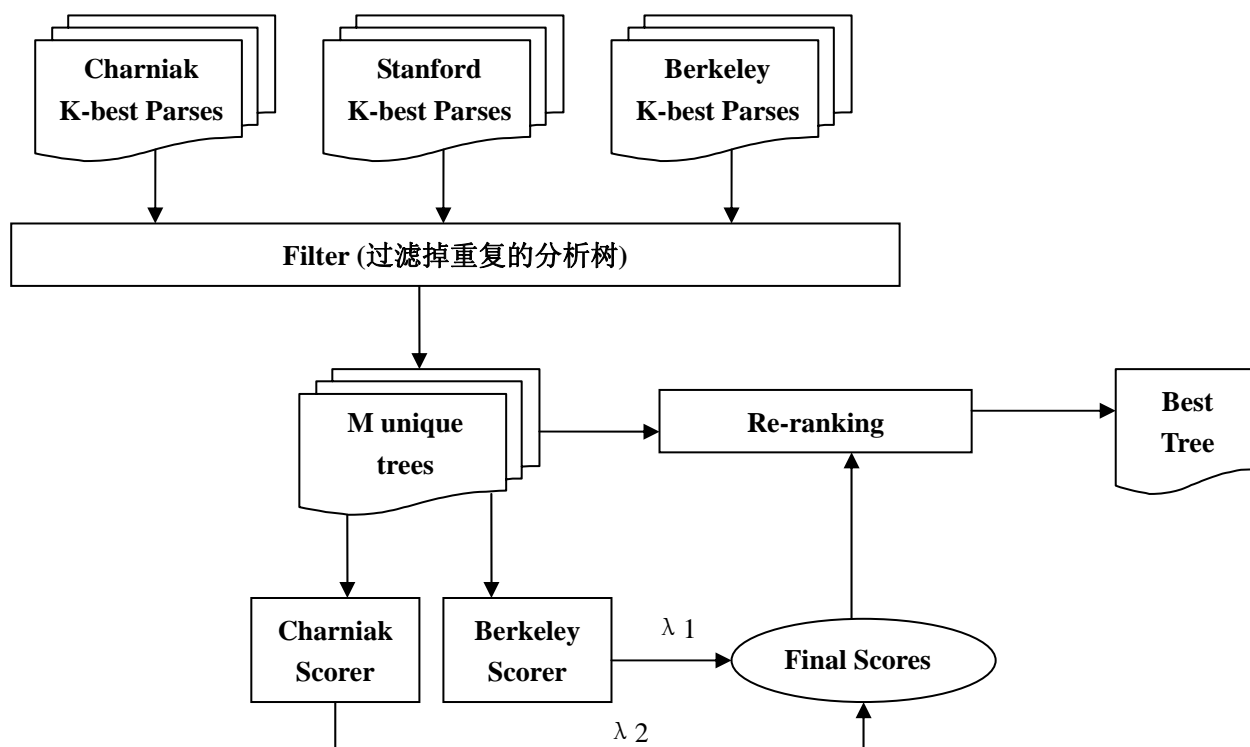 Charniak
K-best Parses
Stanford
K-best Parses
Berkeley
K-best Parses
Filter (过滤掉重复的分析树)
M unique
trees
Re-ranking
Best
Tree
Charniak
Scorer
Berkeley
Scorer
λ 1
Final Scores
λ 2